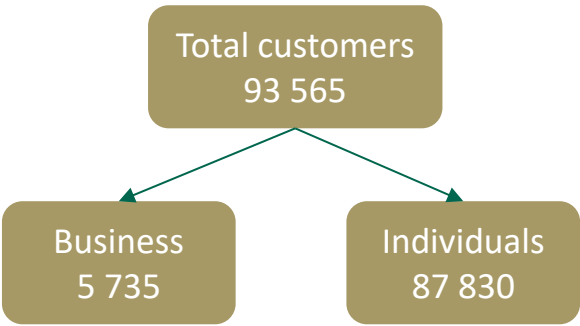 Total customers
93 565
Business
5 735
Individuals
87 830